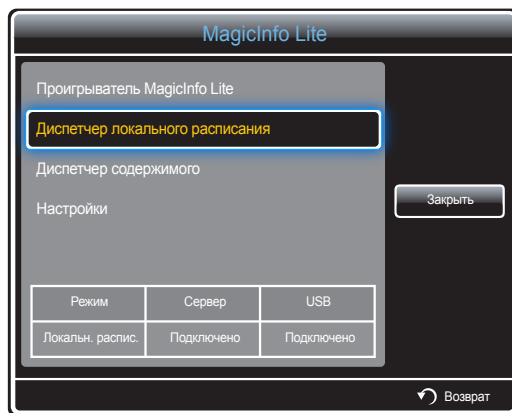 MagicInfo Lite
Проигрыватель MagicInfo Lite
Диспетчер локального расписания
Диспетчер содержимого
Настройки
Закрыть
Режим Сервер USB
Локальн. распис. Подключено Подключено
Возврат